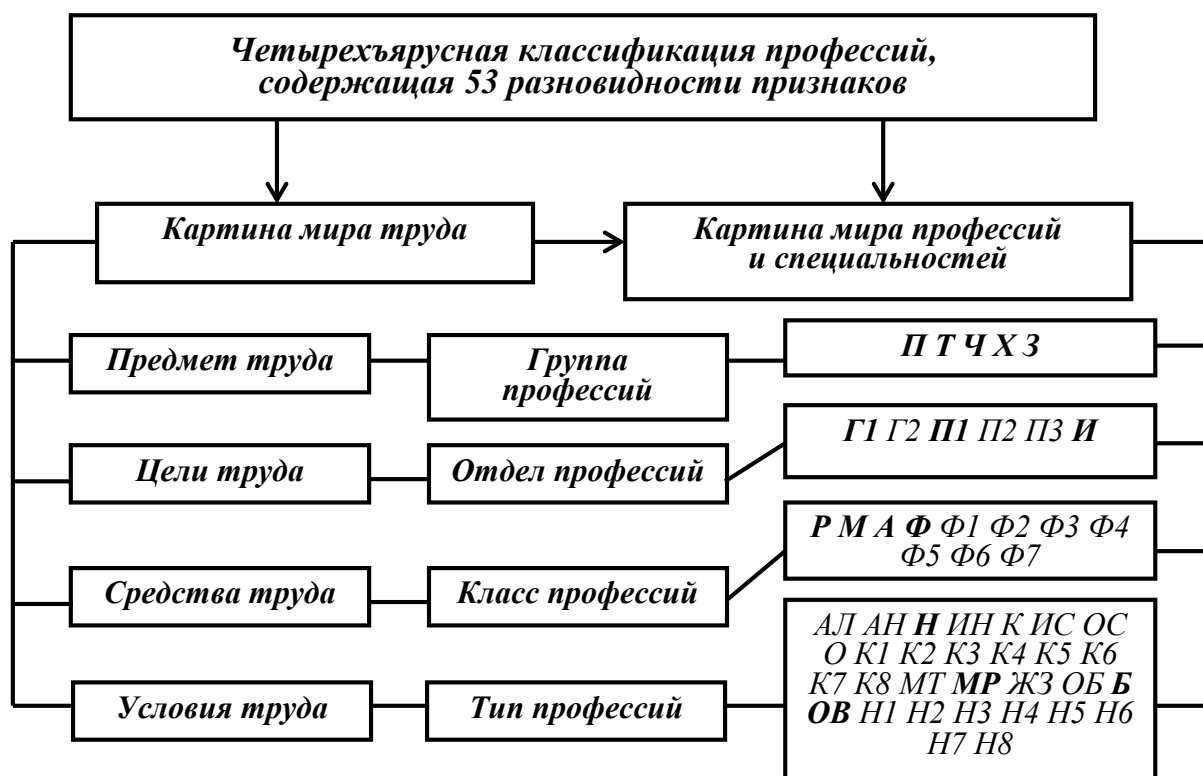 Четырехъярусная классификация профессий,
содержащая 53 разновидности признаков
Картина мира труда
Картина мира профессий
и специальностей
Предмет труда
Группа
профессий
П Т Ч Х З
Цели труда
Отдел профессий
Г1 Г2 П1 П2 П3 И
Средства труда
Класс профессий
Р М А Ф Ф1 Ф2 Ф3 Ф4
Ф5 Ф6 Ф7
Условия труда
Тип профессий
АЛ АН Н ИН К ИС ОС
О К1 К2 К3 К4 К5 К6
К7 К8 МТ МР ЖЗ ОБ Б
ОВ Н1 Н2 Н3 Н4 Н5 Н6
Н7 Н8